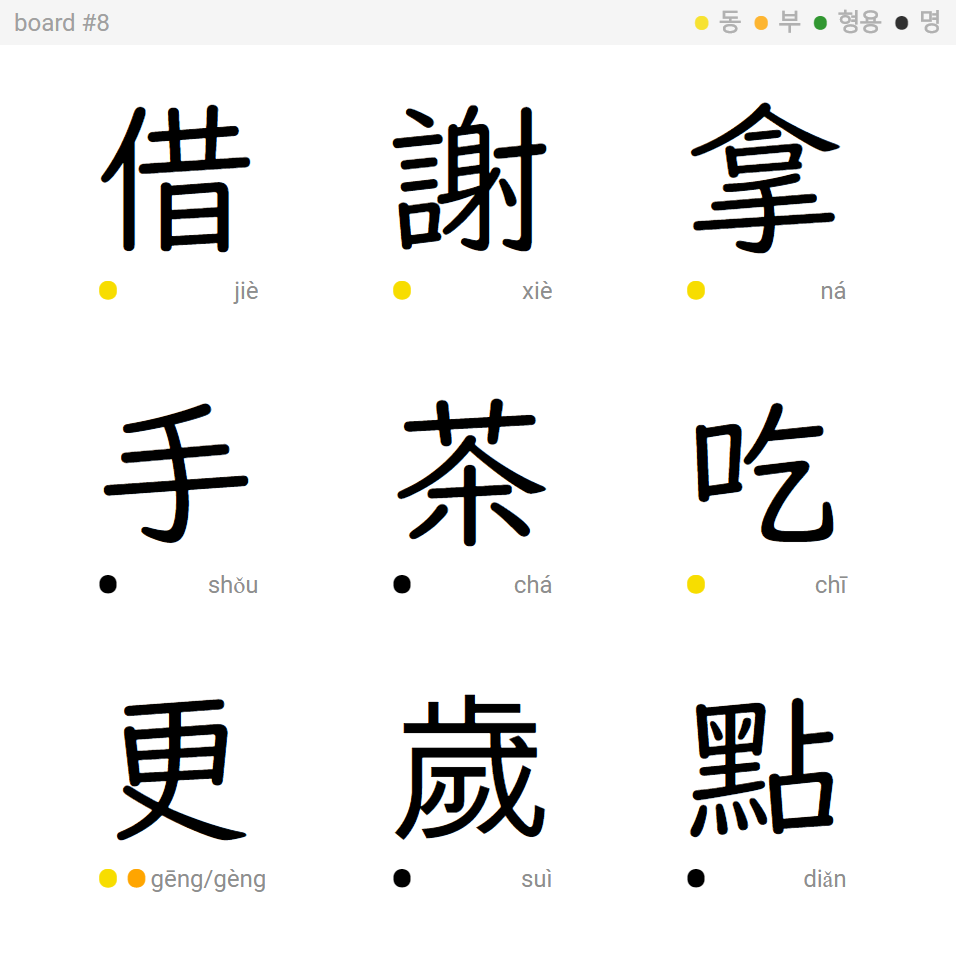 board #8 동 부 형용 명
借 謝 拿
jiè xiè ná
手 茶 吃
shǒu chá chī
更 歲 點
gēng/gèng suì diǎn